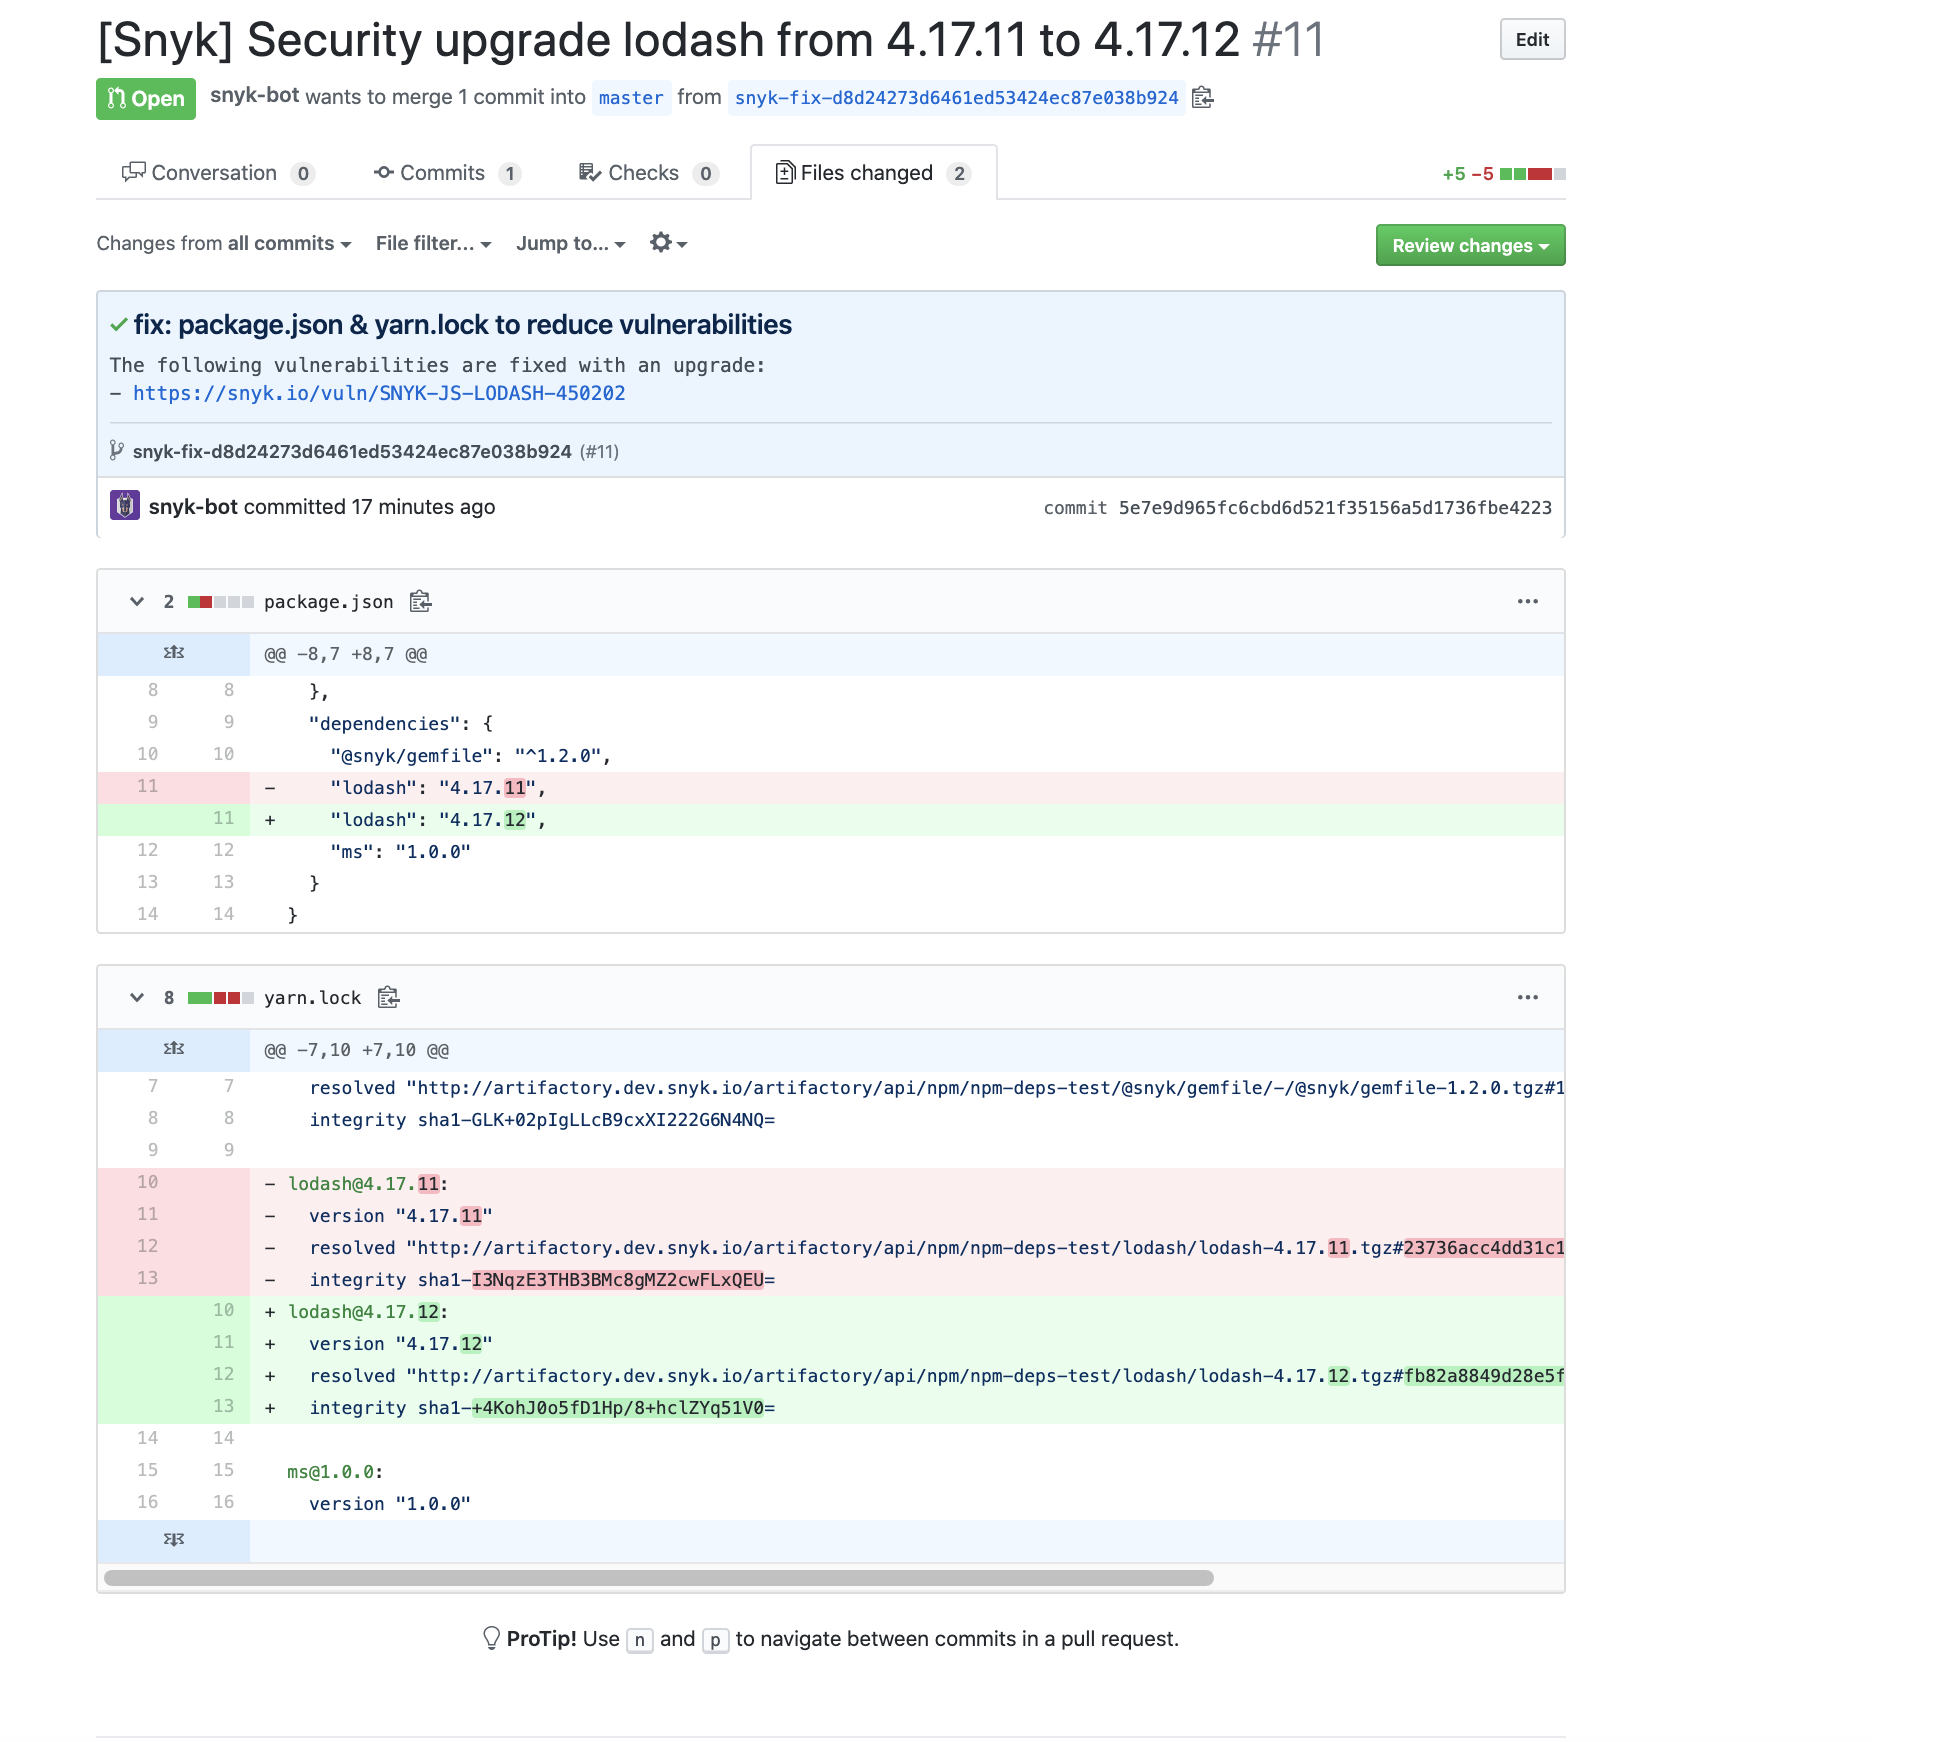 [Snyk] Security upgrade lodash from 4.17.11 to 4.17.12 #11
Edit
Open snyk-bot wants to merge 1 commit into master from snyk-fix-d8d24273d6461ed53424ec87e038b924
Conversation 0 Commits 1 Checks 0 Files changed 2 +5 −5
Changes from all commits File filter... Jump to... Review changes
fix: package.json & yarn.lock to reduce vulnerabilities
The following vulnerabilities are fixed with an upgrade:
- https://snyk.io/vuln/SNYK-JS-LODASH-450202
snyk-fix-d8d24273d6461ed53424ec87e038b924 (#11)
snyk-bot committed 17 minutes ago commit 5e7e9d965fc6cbd6d521f35156a5d1736fbe4223
2 package.json ...
@@ -8,7 +8,7 @@
8 8 },
9 9 "dependencies": {
10 10 "@snyk/gemfile": "^1.2.0",
11 - "lodash": "4.17.11",
11 + "lodash": "4.17.12",
12 12 "ms": "1.0.0"
13 13 }
14 14 }
8 yarn.lock ...
@@ -7,10 +7,10 @@
7 7 resolved "http://artifactory.dev.snyk.io/artifactory/api/npm/npm-deps-test/@snyk/gemfile/-/@snyk/gemfile-1.2.0.tgz#1
8 8 integrity sha1-GLK+02pIgLLcB9cxXI222G6N4NQ=
9 9
10 - lodash@4.17.11:
11 - version "4.17.11"
12 - resolved "http://artifactory.dev.snyk.io/artifactory/api/npm/npm-deps-test/lodash/lodash-4.17.11.tgz#23736acc4dd31c1
13 - integrity sha1-I3NqzE3THB3BMc8gMZ2cwFLxQEU=
10 + lodash@4.17.12:
11 + version "4.17.12"
12 + resolved "http://artifactory.dev.snyk.io/artifactory/api/npm/npm-deps-test/lodash/lodash-4.17.12.tgz#fb82a8849d28e5f
13 + integrity sha1-+4KohJ0o5fD1Hp/8+hclZYq51V0=
14 14
15 15 ms@1.0.0:
16 16 version "1.0.0"
ProTip! Use n and p to navigate between commits in a pull request.